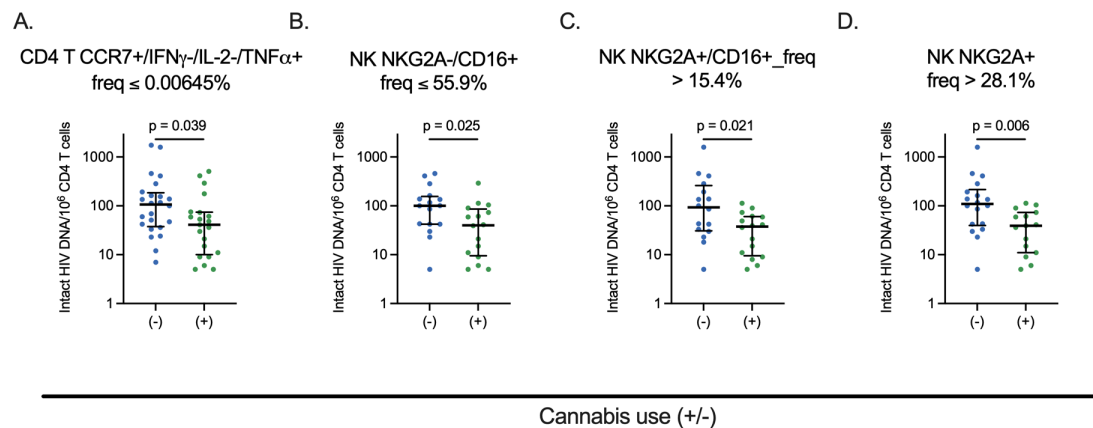 A.
CD4 T CCR7+/IFNγ-/IL-2-/TNFα+
freq ≤ 0.00645%
p = 0.039
Intact HIV DNA/10⁶ CD4 T cells
1000
100
10
1
(-)
(+)
B.
NK NKG2A-/CD16+
freq ≤ 55.9%
p = 0.025
Intact HIV DNA/10⁶ CD4 T cells
1000
100
10
1
(-)
(+)
C.
NK NKG2A+/CD16+_freq
> 15.4%
p = 0.021
Intact HIV DNA/10⁶ CD4 T cells
1000
100
10
1
(-)
(+)
D.
NK NKG2A+
freq > 28.1%
p = 0.006
Intact HIV DNA/10⁶ CD4 T cells
1000
100
10
1
(-)
(+)
Cannabis use (+/-)